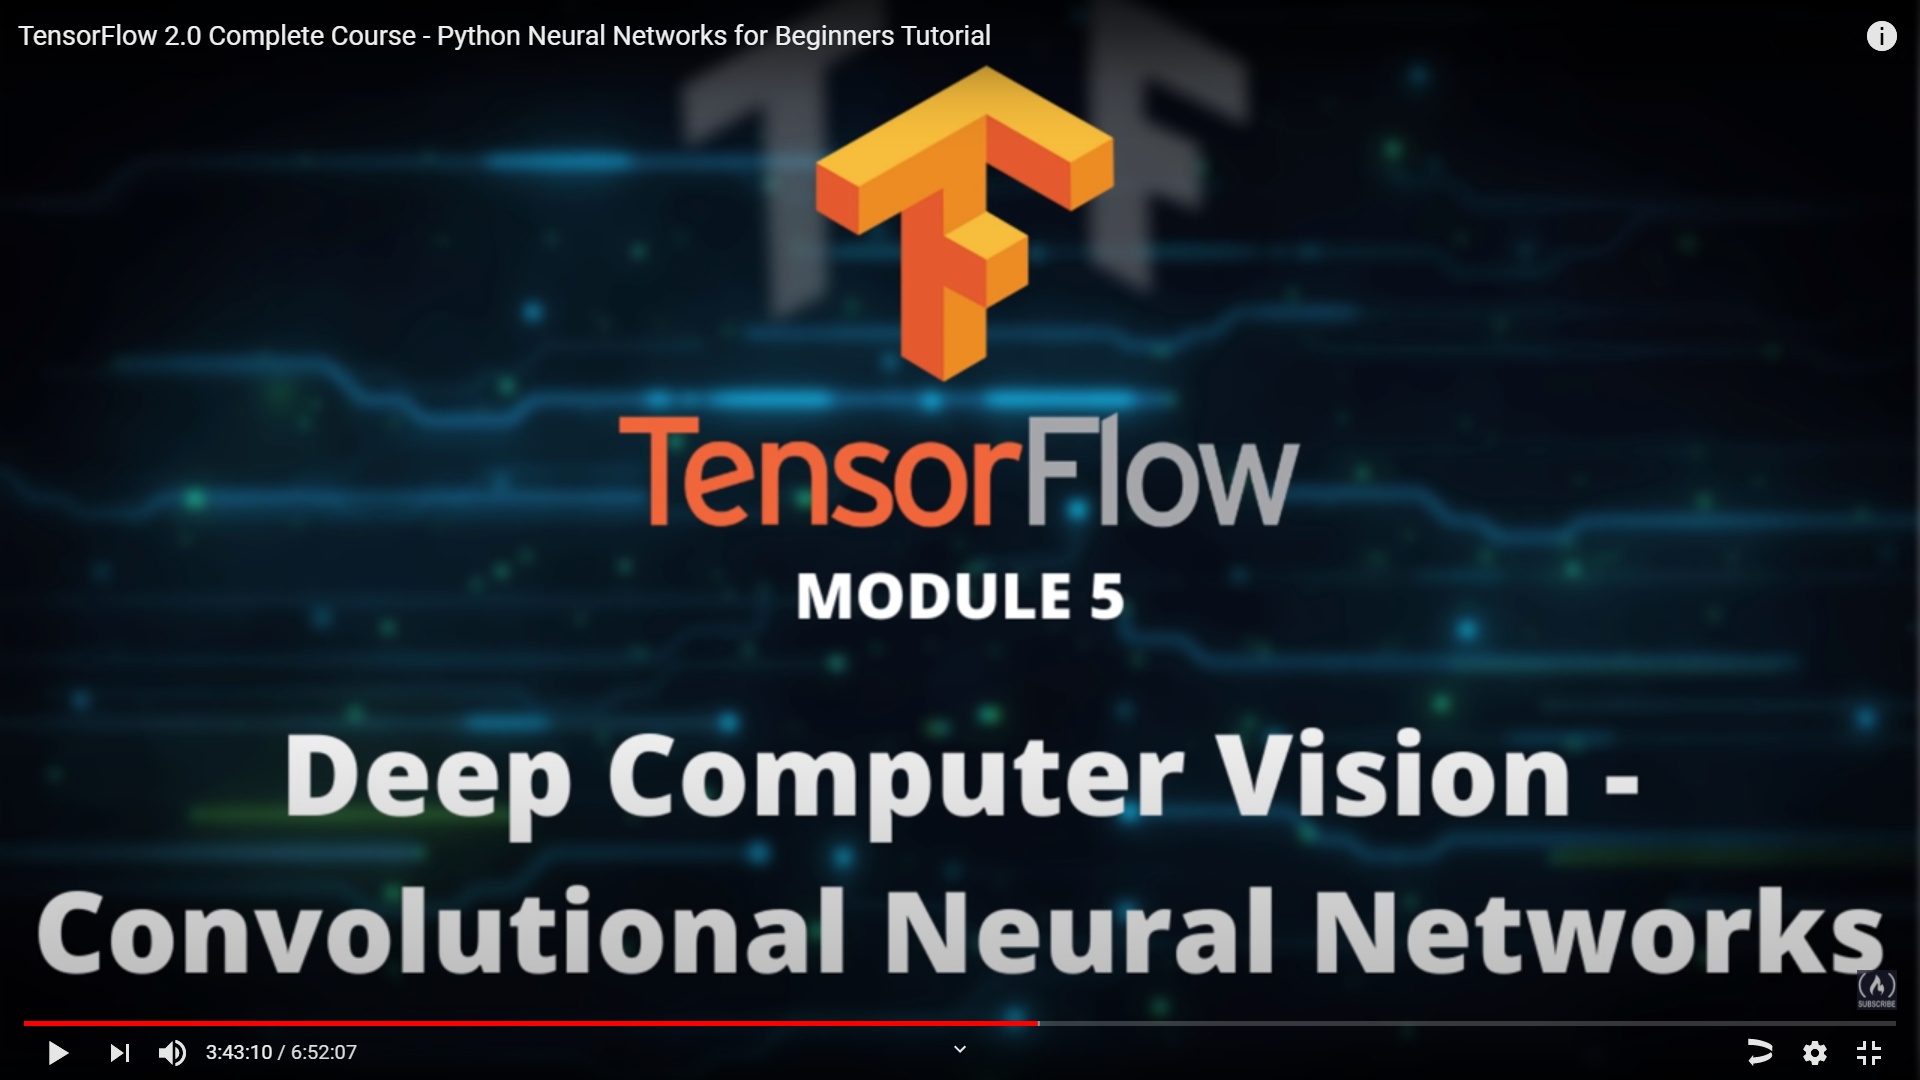 TensorFlow 2.0 Complete Course - Python Neural Networks for Beginners Tutorial
TensorFlow
MODULE 5
Deep Computer Vision -
Convolutional Neural Networks
SUBSCRIBE
3:43:10 / 6:52:07